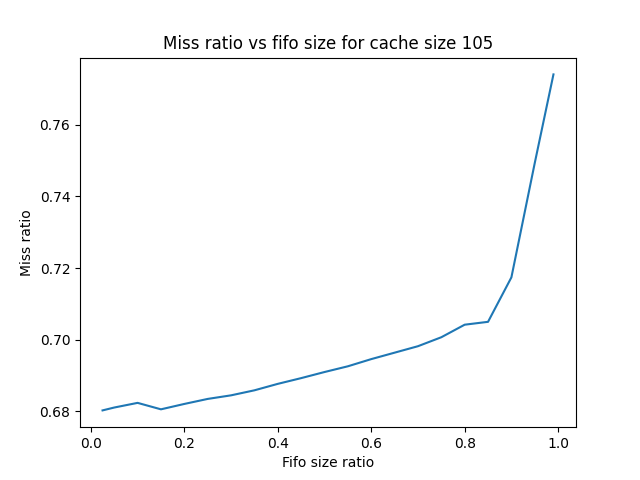 Miss ratio vs fifo size for cache size 105
Miss ratio
0.76
0.74
0.72
0.70
0.68
0.0 0.2 0.4 0.6 0.8 1.0
Fifo size ratio